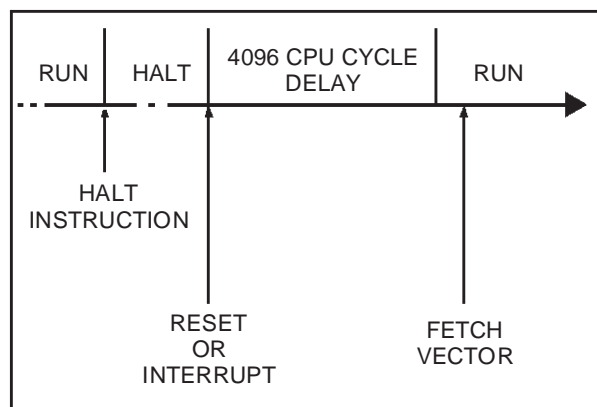 RUN
HALT
4096 CPU CYCLE
DELAY
RUN
HALT
INSTRUCTION
RESET
OR
INTERRUPT
FETCH
VECTOR